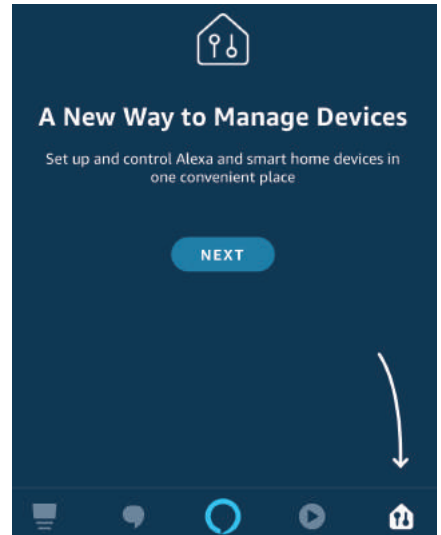 A New Way to Manage Devices
Set up and control Alexa and smart home devices in
one convenient place
NEXT